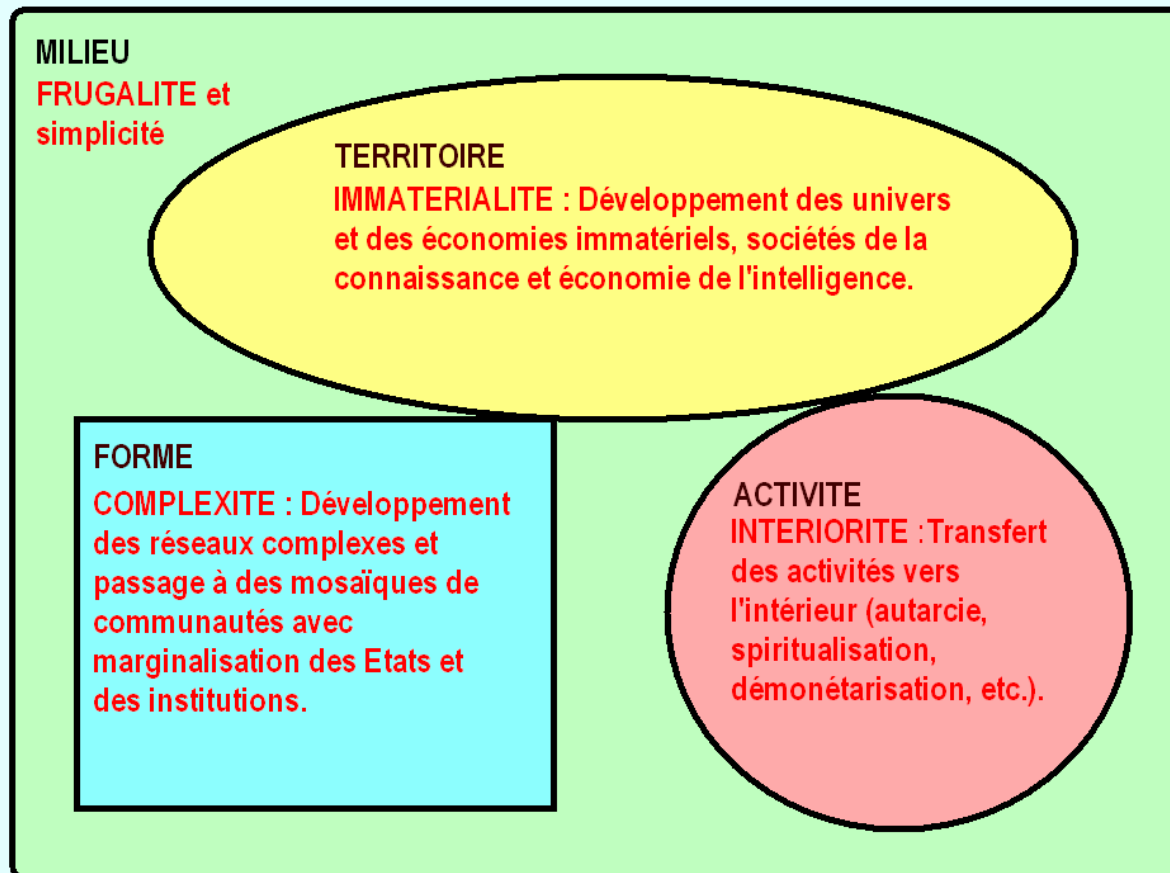 MILIEU
FRUGALITE et
simplicité
TERRITOIRE
IMMATERIALITE : Développement des univers
et des économies immatériels, sociétés de la
connaissance et économie de l'intelligence.
FORME
COMPLEXITE : Développement
des réseaux complexes et
passage à des mosaïques de
communautés avec
marginalisation des Etats et
des institutions.
ACTIVITE
INTERIORITE : Transfert
des activités vers
l'intérieur (autarcie,
spiritualisation,
démonétarisation, etc.).